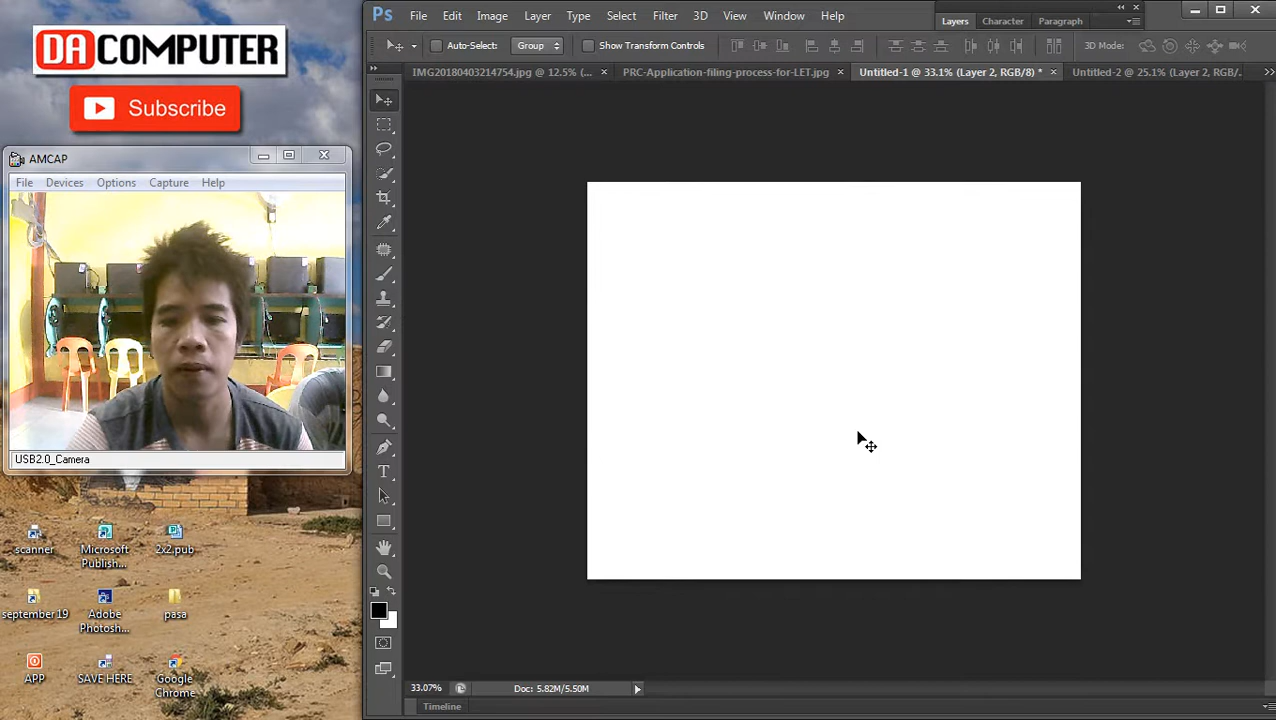 DA COMPUTER
Subscribe
AMCAP
File Devices Options Capture Help
USB2.0_Camera
scanner
Microsoft Publish...
2x2.pub
september 19
Adobe Photosh...
pasa
APP
SAVE HERE
Google Chrome
Ps File Edit Image Layer Type Select Filter 3D View Window Help
Layers Character Paragraph
Auto-Select: Group Show Transform Controls 3D Mode:
IMG20180403214754.jpg @ 12.5% (... × PRC-Application-filing-process-for-LET.jpg × Untitled-1 @ 33.1% (Layer 2, RGB/8) * × Untitled-2 @ 25.1% (Layer 2, RGB/.
T
33.07% Doc: 5.82M/5.50M
Timeline